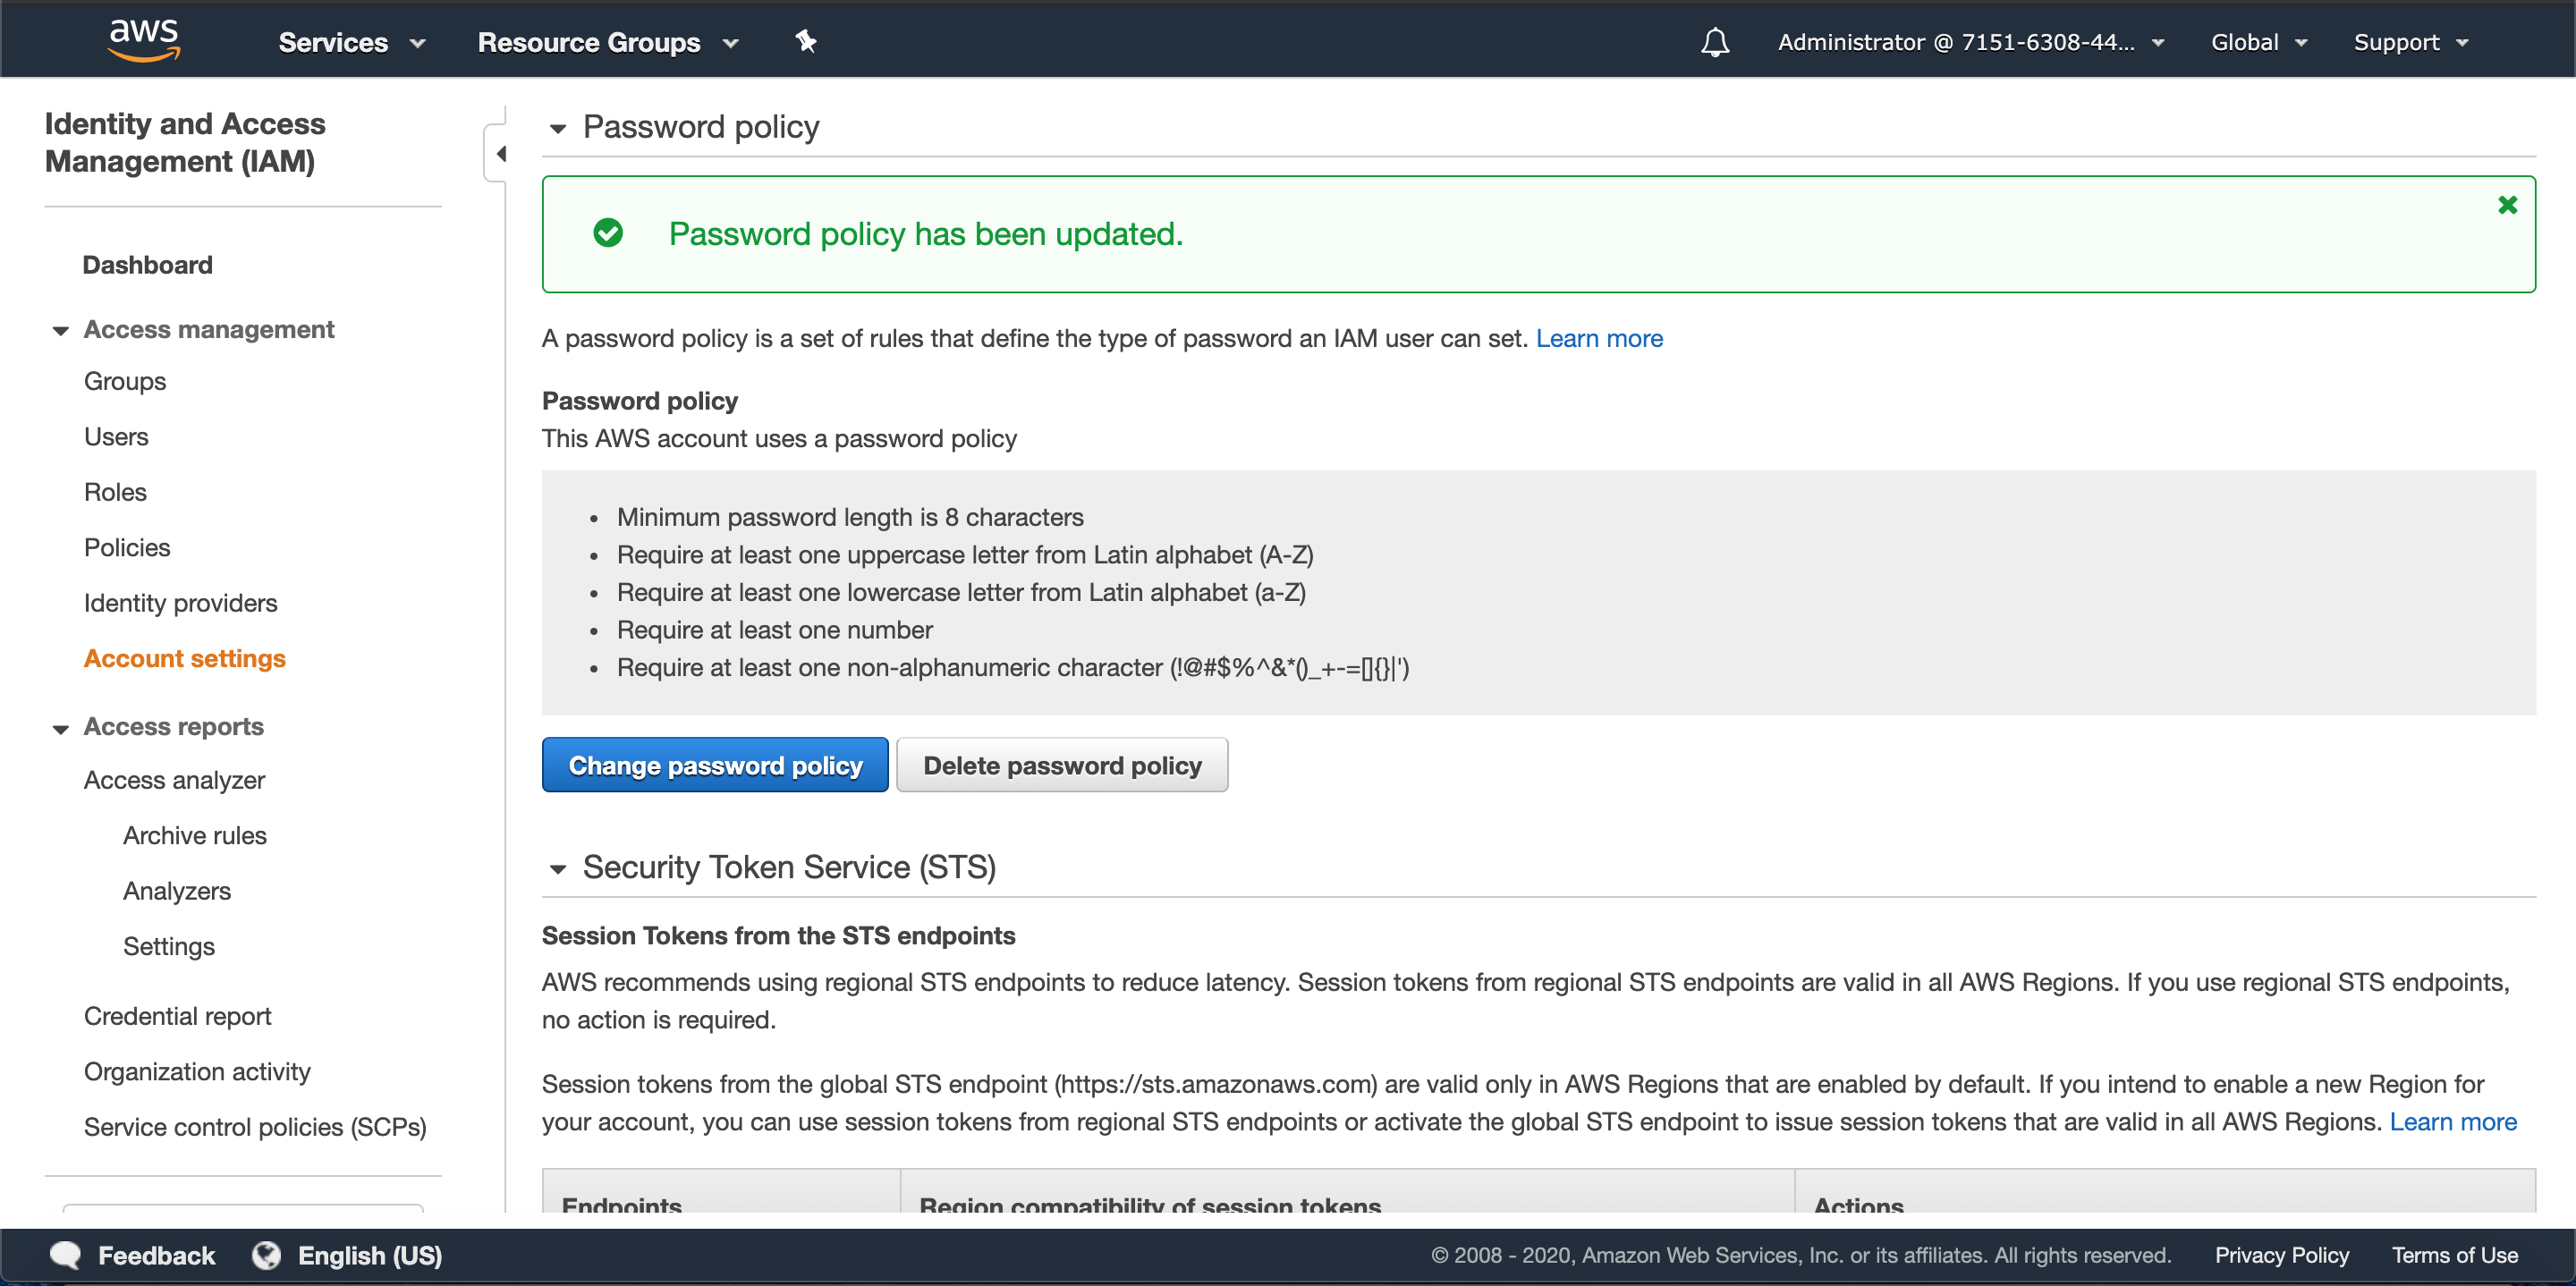 aws
Services
Resource Groups
Administrator @ 7151-6308-44...
Global
Support
Identity and Access
Management (IAM)
Dashboard
Access management
Groups
Users
Roles
Policies
Identity providers
Account settings
Access reports
Access analyzer
Archive rules
Analyzers
Settings
Credential report
Organization activity
Service control policies (SCPs)
Password policy
Password policy has been updated.
A password policy is a set of rules that define the type of password an IAM user can set. Learn more
Password policy
This AWS account uses a password policy
• Minimum password length is 8 characters
• Require at least one uppercase letter from Latin alphabet (A-Z)
• Require at least one lowercase letter from Latin alphabet (a-Z)
• Require at least one number
• Require at least one non-alphanumeric character (!@#$%^&*()_+-=[]{}|')
Change password policy
Delete password policy
Security Token Service (STS)
Session Tokens from the STS endpoints
AWS recommends using regional STS endpoints to reduce latency. Session tokens from regional STS endpoints are valid in all AWS Regions. If you use regional STS endpoints,
no action is required.
Session tokens from the global STS endpoint (https://sts.amazonaws.com) are valid only in AWS Regions that are enabled by default. If you intend to enable a new Region for
your account, you can use session tokens from regional STS endpoints or activate the global STS endpoint to issue session tokens that are valid in all AWS Regions. Learn more
Endpoints
Region compatibility of session tokens
Actions
Feedback
English (US)
© 2008 - 2020, Amazon Web Services, Inc. or its affiliates. All rights reserved.
Privacy Policy
Terms of Use